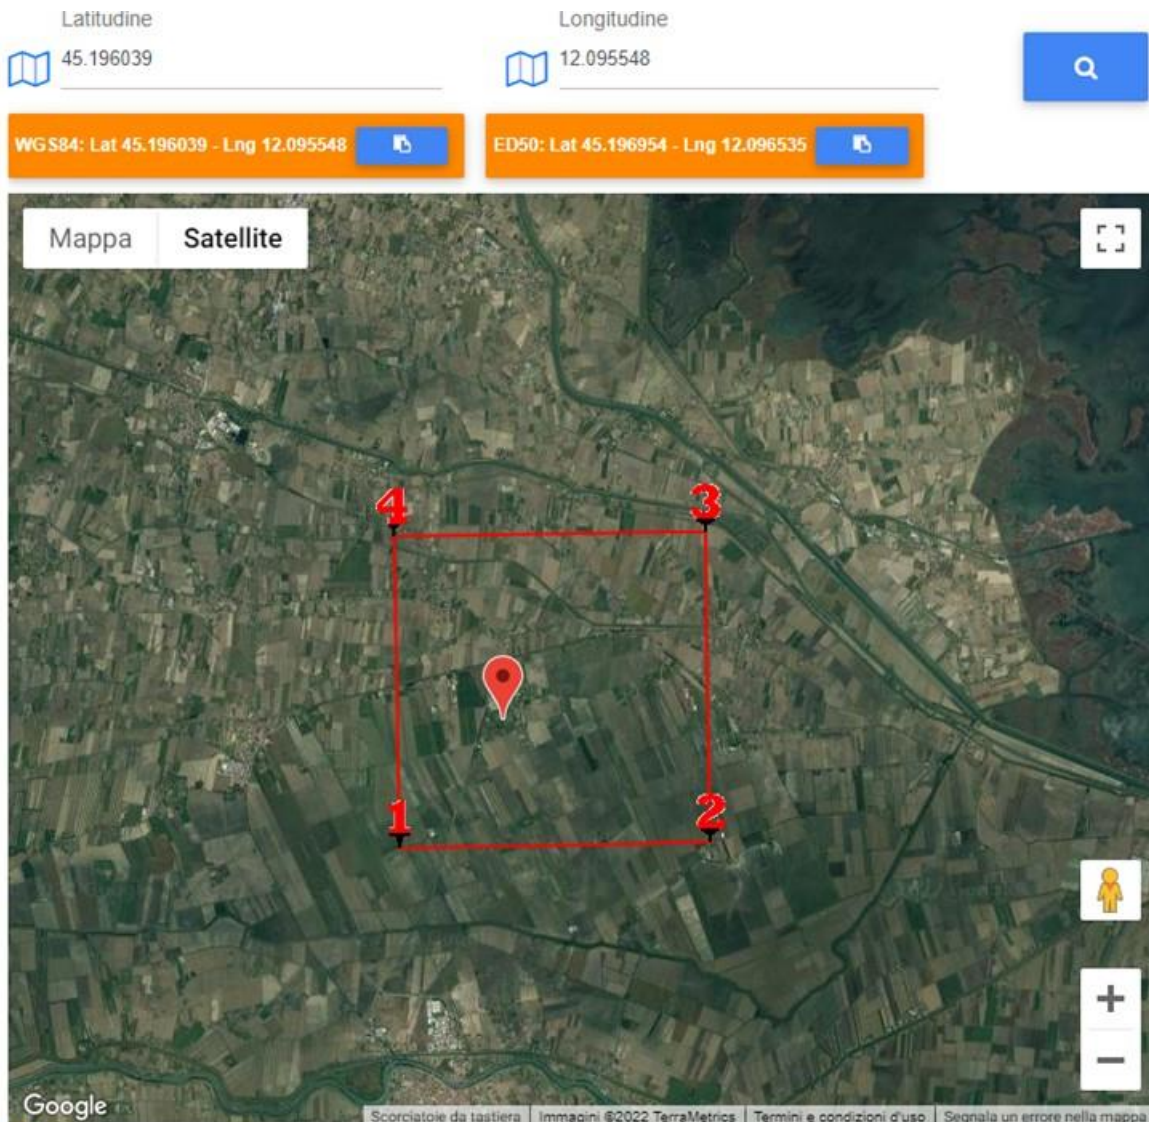 Latitudine
Longitudine
45.196039
12.095548
WGS84: Lat 45.196039 - Lng 12.095548
ED50: Lat 45.196954 - Lng 12.096535
Mappa
Satellite
4
3
1
2
Google
Scorciatoie da tastiera
Immagini ©2022 TerraMetrics
Termini e condizioni d'uso
Segnala un errore nella mappa